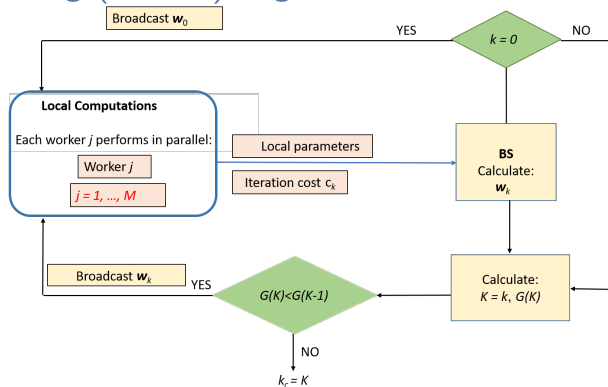 Broadcast w₀
YES
k = 0
NO
Local Computations
Each worker j performs in parallel:
Worker j
j = 1, ..., M
Local parameters
Iteration cost cₖ
BS
Calculate:
wₖ
Broadcast wₖ
YES
G(K)<G(K-1)
Calculate:
K = k, G(K)
NO
k_c = K